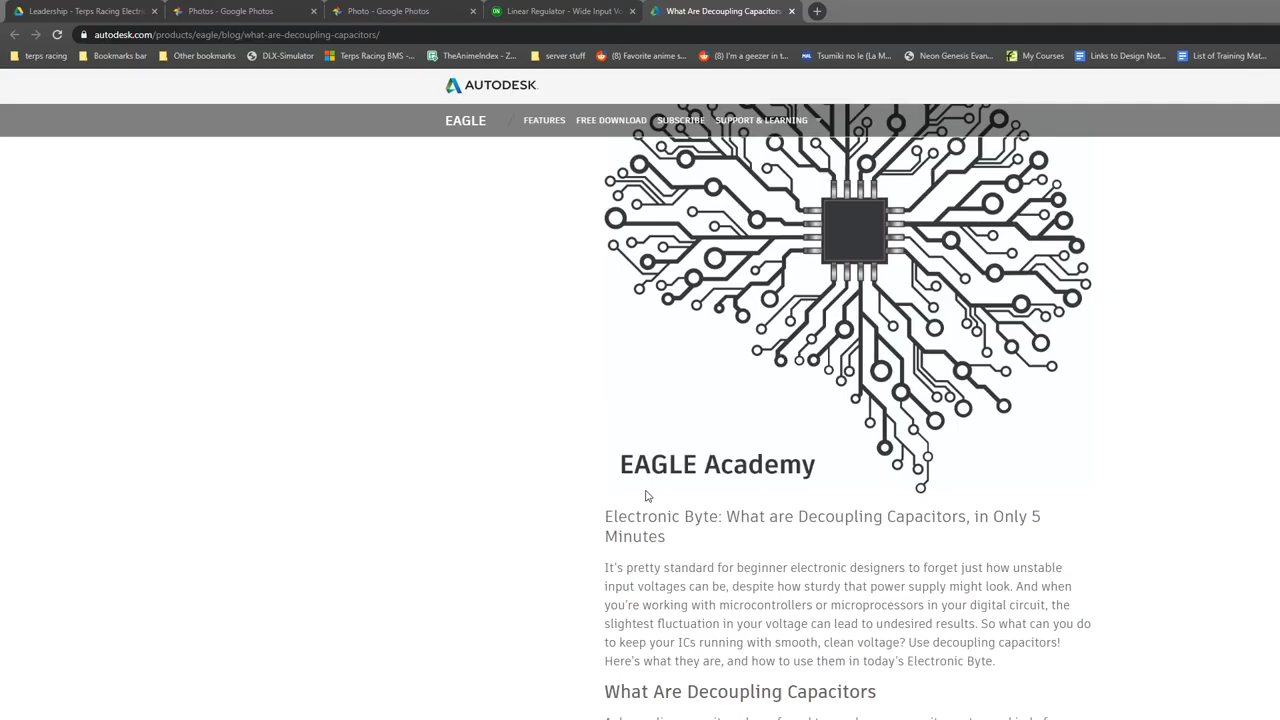 Leadership - Terps Racing Electri
Photos - Google Photos
Photo - Google Photos
Linear Regulator - Wide Input Vo
What Are Decoupling Capacitors
autodesk.com/products/eagle/blog/what-are-decoupling-capacitors/
terps racing
Bookmarks bar
Other bookmarks
DLX-Simulator
Terps Racing BMS -...
TheAnimeIndex - Z...
server stuff
(8) Favorite anime s...
(8) I'm a geezer in t...
Tsumiki no Ie (La M...
Neon Genesis Evan...
My Courses
Links to Design Not...
List of Training Mat
AUTODESK
EAGLE
FEATURES
FREE DOWNLOAD
SUBSCRIBE
SUPPORT & LEARNING
EAGLE Academy
Electronic Byte: What are Decoupling Capacitors, in Only 5
Minutes
It's pretty standard for beginner electronic designers to forget just how unstable
input voltages can be, despite how sturdy that power supply might look. And when
you're working with microcontrollers or microprocessors in your digital circuit, the
slightest fluctuation in your voltage can lead to undesired results. So what can you do
to keep your ICs running with smooth, clean voltage? Use decoupling capacitors!
Here's what they are, and how to use them in today's Electronic Byte.
What Are Decoupling Capacitors